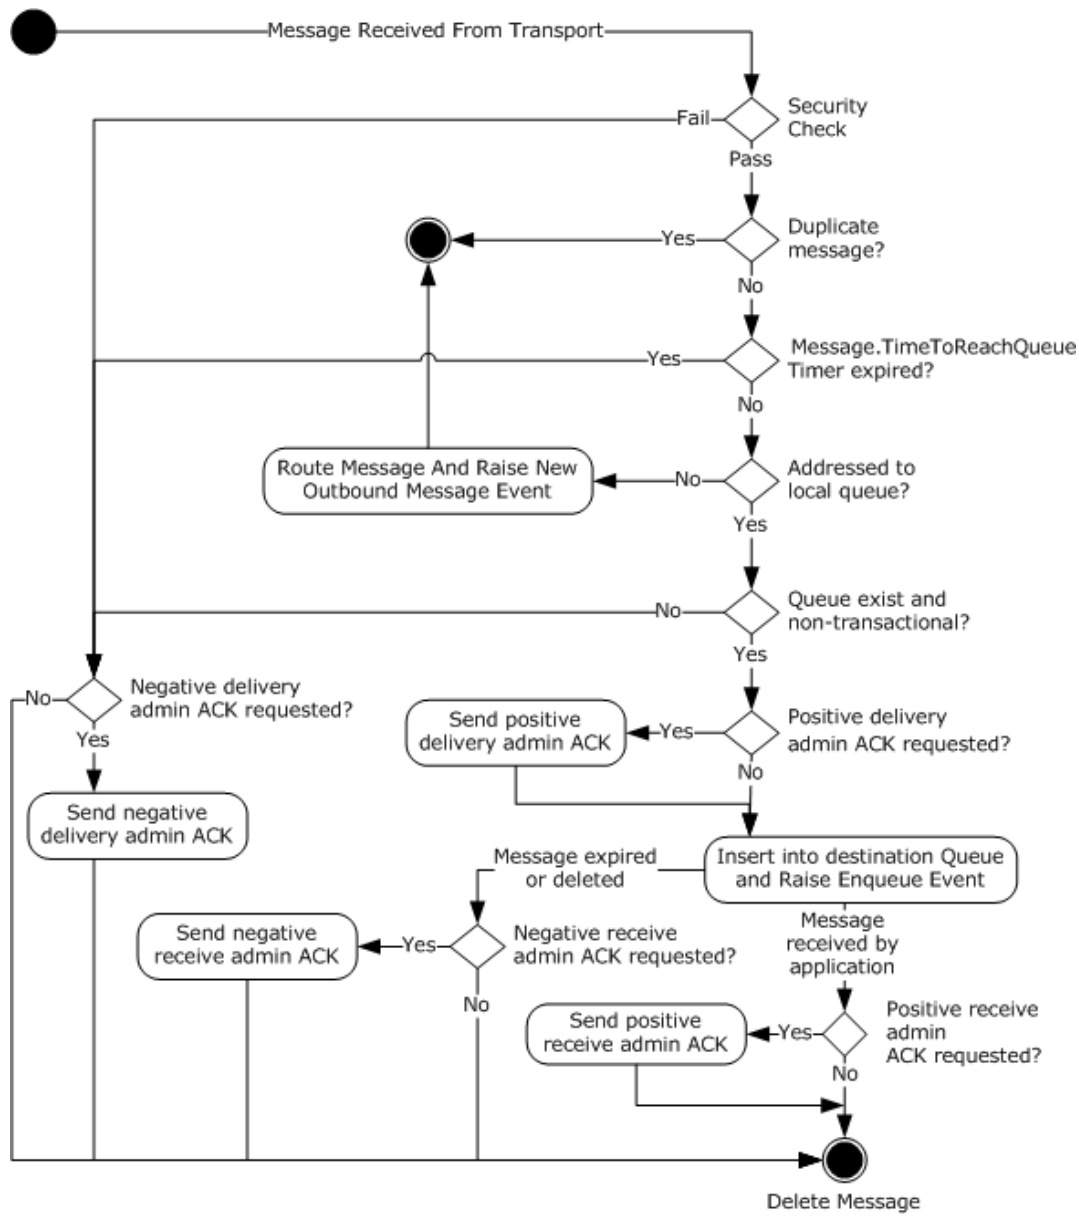 Message Received From Transport
Security
Check
Fail
Pass
Duplicate
message?
Yes
No
Message.TimeToReachQueue
Timer expired?
Yes
No
Route Message And Raise New
Outbound Message Event
No
Addressed to
local queue?
Yes
Queue exist and
non-transactional?
No
Yes
No
Negative delivery
admin ACK requested?
Yes
Send positive
delivery admin ACK
Yes
Positive delivery
admin ACK requested?
No
Send negative
delivery admin ACK
Message expired
or deleted
Insert into destination Queue
and Raise Enqueue Event
Send negative
receive admin ACK
Yes
Negative receive
admin ACK requested?
No
Message
received by
application
Send positive
receive admin ACK
Yes
Positive receive
admin
ACK requested?
No
Delete Message